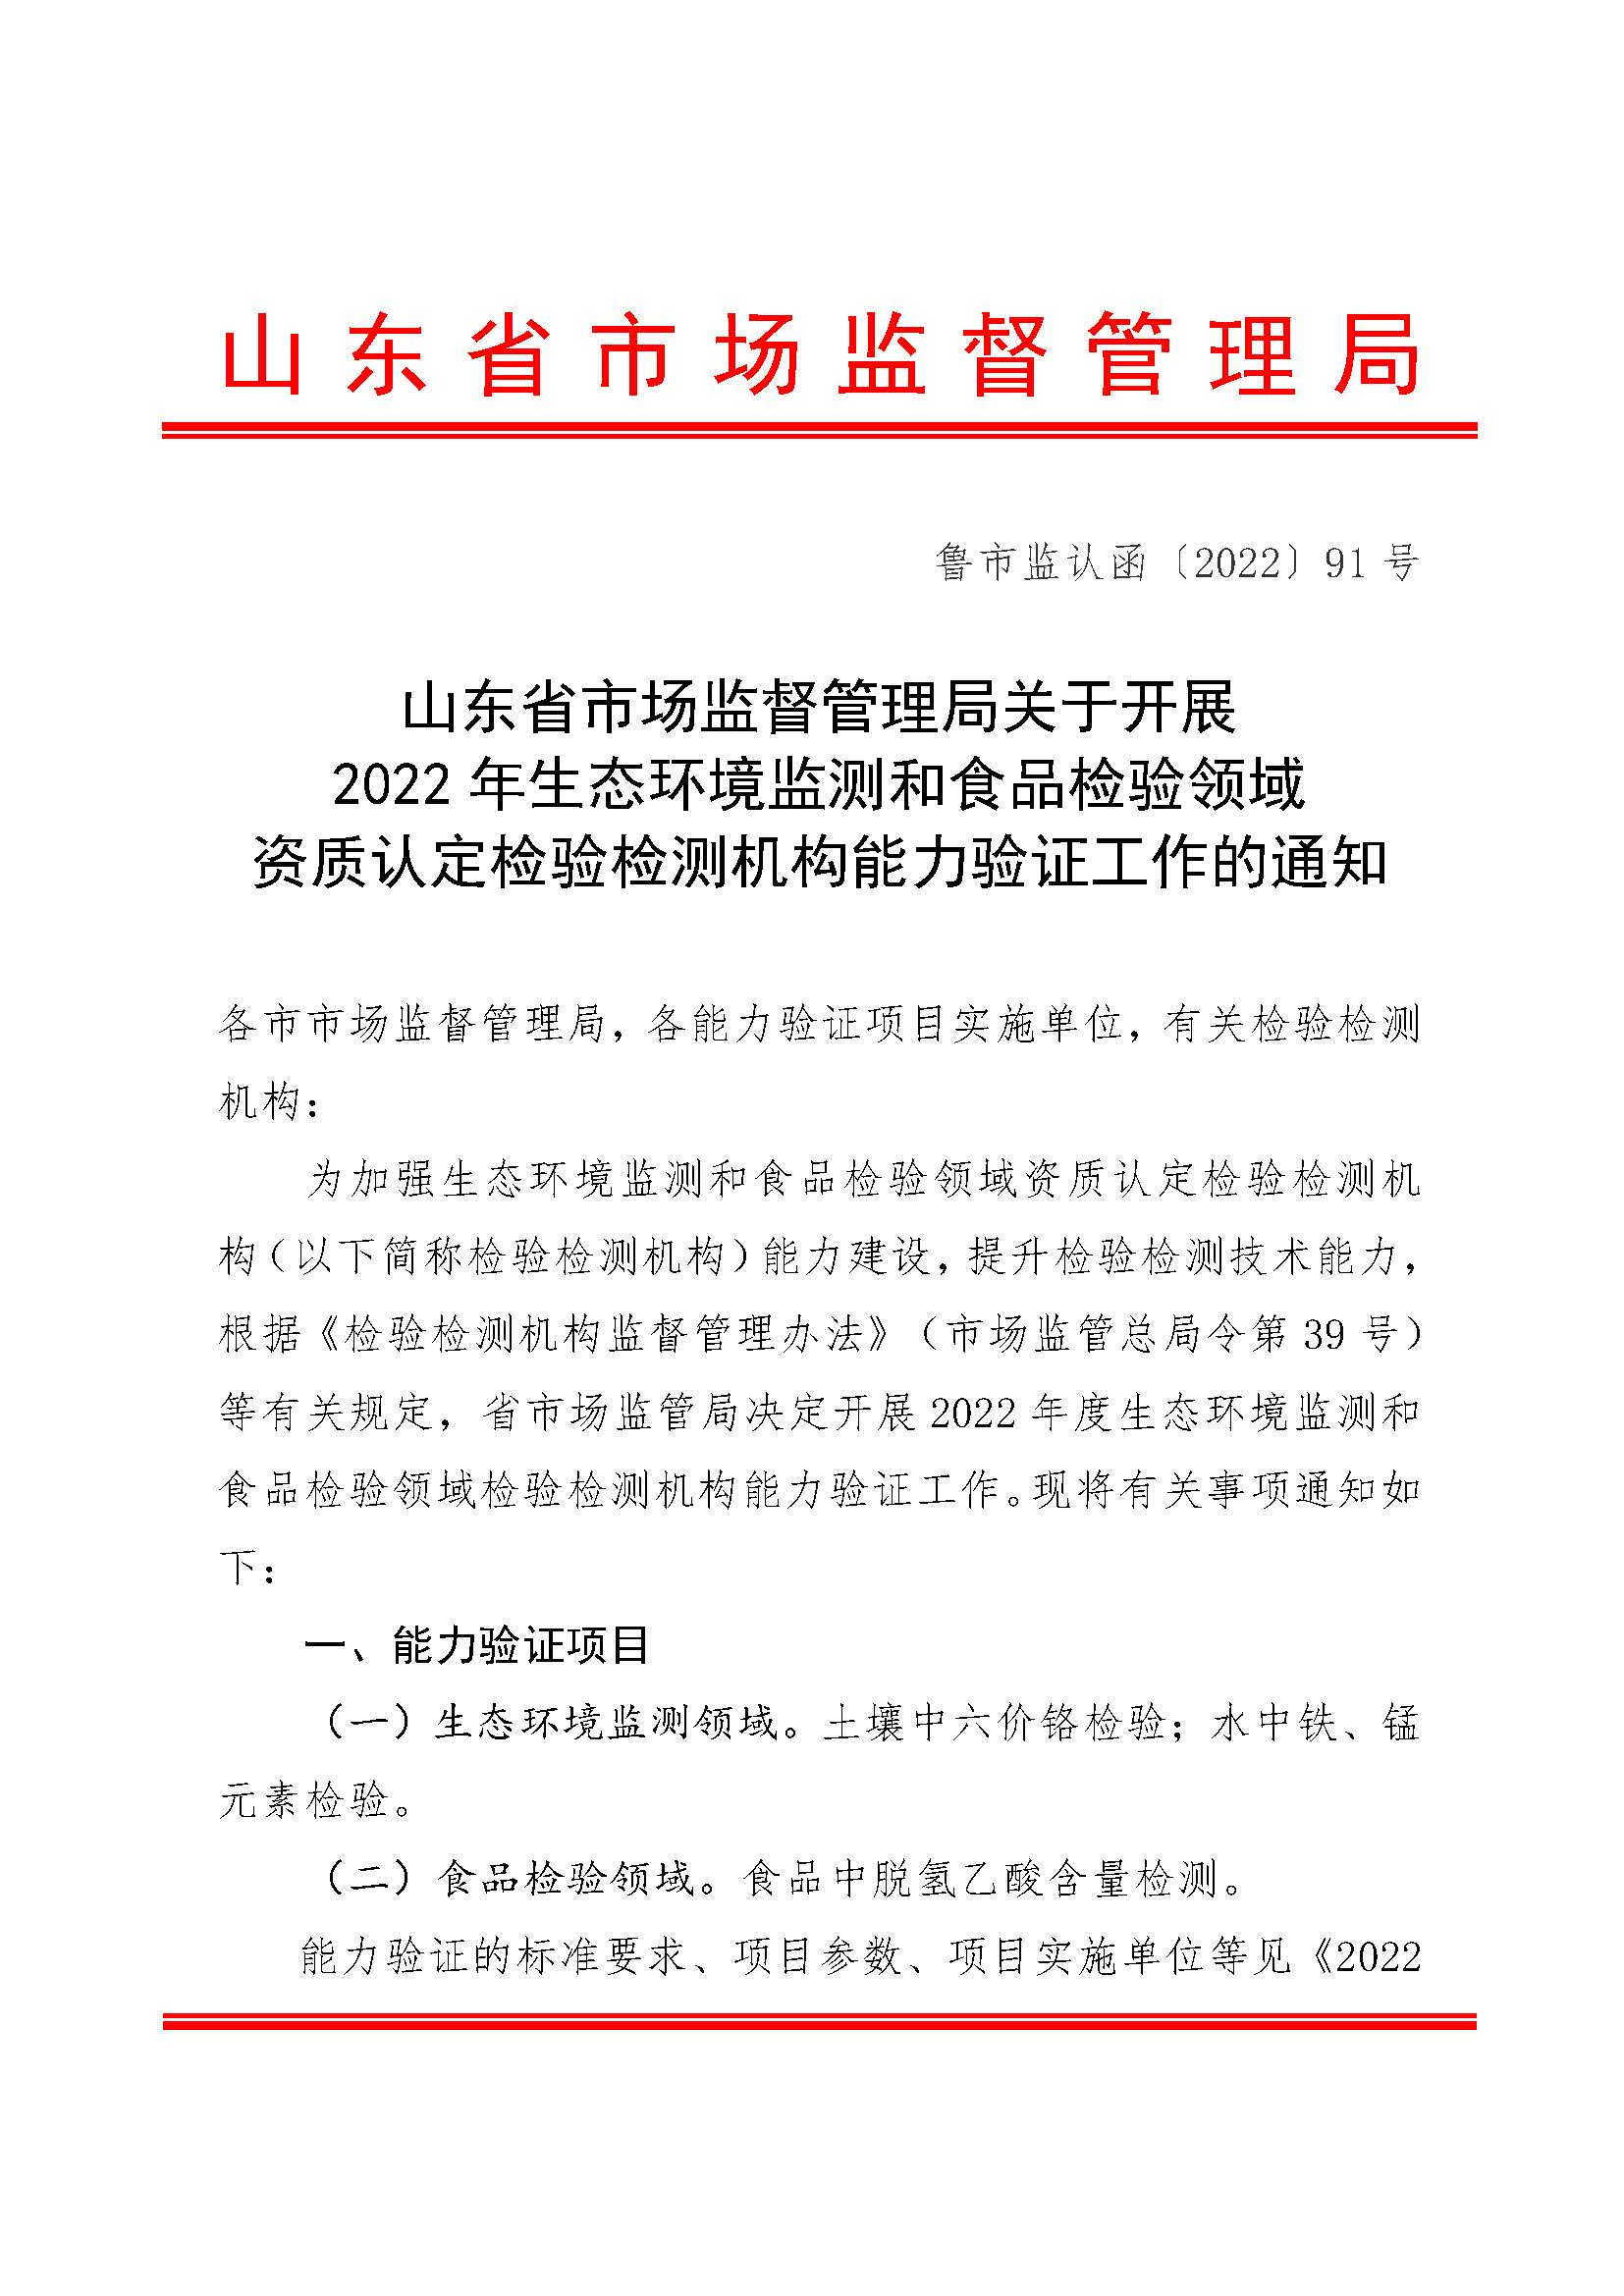 山东省市场监督管理局
鲁市监认函〔2022〕91 号
山东省市场监督管理局关于开展
2022 年生态环境监测和食品检验领域
资质认定检验检测机构能力验证工作的通知
各市市场监督管理局，各能力验证项目实施单位，有关检验检测
机构：
为加强生态环境监测和食品检验领域资质认定检验检测机
构（以下简称检验检测机构）能力建设，提升检验检测技术能力，
根据《检验检测机构监督管理办法》（市场监管总局令第 39 号）
等有关规定，省市场监管局决定开展 2022 年度生态环境监测和
食品检验领域检验检测机构能力验证工作。现将有关事项通知如
下：
一、能力验证项目
（一）生态环境监测领域。土壤中六价铬检验；水中铁、锰
元素检验。
（二）食品检验领域。食品中脱氢乙酸含量检测。
能力验证的标准要求、项目参数、项目实施单位等见《2022